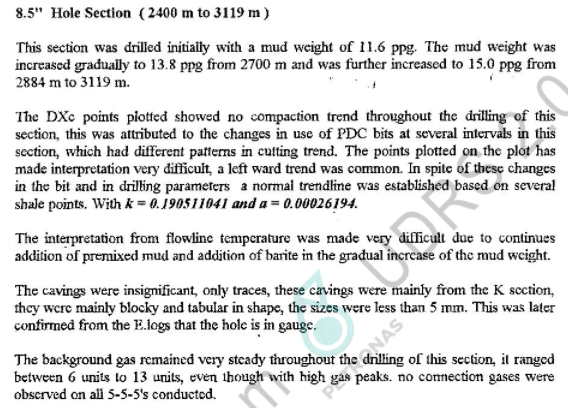 8.5" Hole Section ( 2400 m to 3119 m )
This section was drilled initially with a mud weight of 11.6 ppg. The mud weight was
increased gradually to 13.8 ppg from 2700 m and was further increased to 15.0 ppg from
2884 m to 3119 m.
The DXc points plotted showed no compaction trend throughout the drilling of this
section, this was attributed to the changes in use of PDC bits at several intervals in this
section, which had different patterns in cutting trend. The points plotted on the plot has
made interpretation very difficult, a left ward trend was common. In spite of these changes
in the bit and in drilling parameters a normal trendline was established based on several
shale points. With k = 0.190511041 and a = 0.00026194.
The interpretation from flowline temperature was made very difficult due to continues
addition of premixed mud and addition of barite in the gradual increase of the mud weight.
The cavings were insignificant, only traces, these cavings were mainly from the K section,
they were mainly blocky and tabular in shape, the sizes were less than 5 mm. This was later
confirmed from the E.logs that the hole is in gauge.
The background gas remained very steady throughout the drilling of this section, it ranged
between 6 units to 13 units, even though with high gas peaks. no connection gases were
observed on all 5-5-5's conducted.
UDRS 2.0
PETRONAS